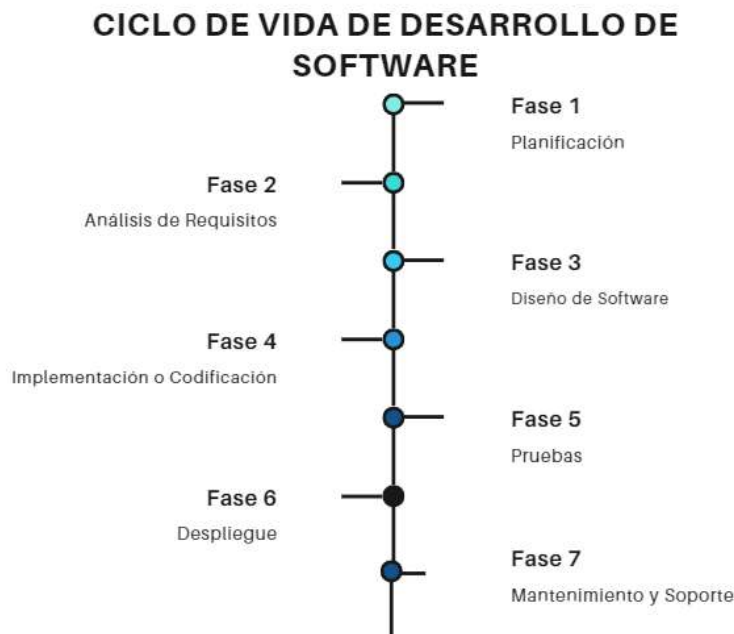 CICLO DE VIDA DE DESARROLLO DE
SOFTWARE
Fase 1
Planificación
Fase 2
Análisis de Requisitos
Fase 3
Diseño de Software
Fase 4
Implementación o Codificación
Fase 5
Pruebas
Fase 6
Despliegue
Fase 7
Mantenimiento y Soporte